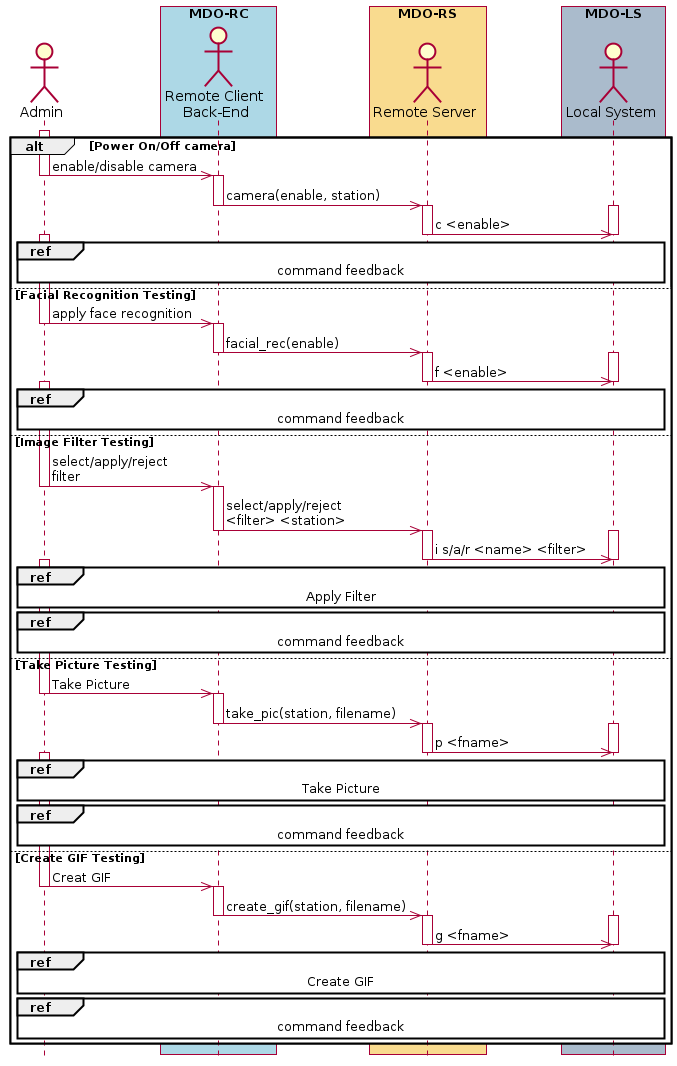 MDO-RC
MDO-RS
MDO-LS
Admin
Remote Client
Back-End
Remote Server
Local System
alt
[Power On/Off camera]
enable/disable camera
camera(enable, station)
c <enable>
ref
command feedback
[Facial Recognition Testing]
apply face recognition
facial_rec(enable)
f <enable>
ref
command feedback
[Image Filter Testing]
select/apply/reject
filter
select/apply/reject
<filter> <station>
i s/a/r <name> <filter>
ref
Apply Filter
ref
command feedback
[Take Picture Testing]
Take Picture
take_pic(station, filename)
p <fname>
ref
Take Picture
ref
command feedback
[Create GIF Testing]
Creat GIF
create_gif(station, filename)
g <fname>
ref
Create GIF
ref
command feedback